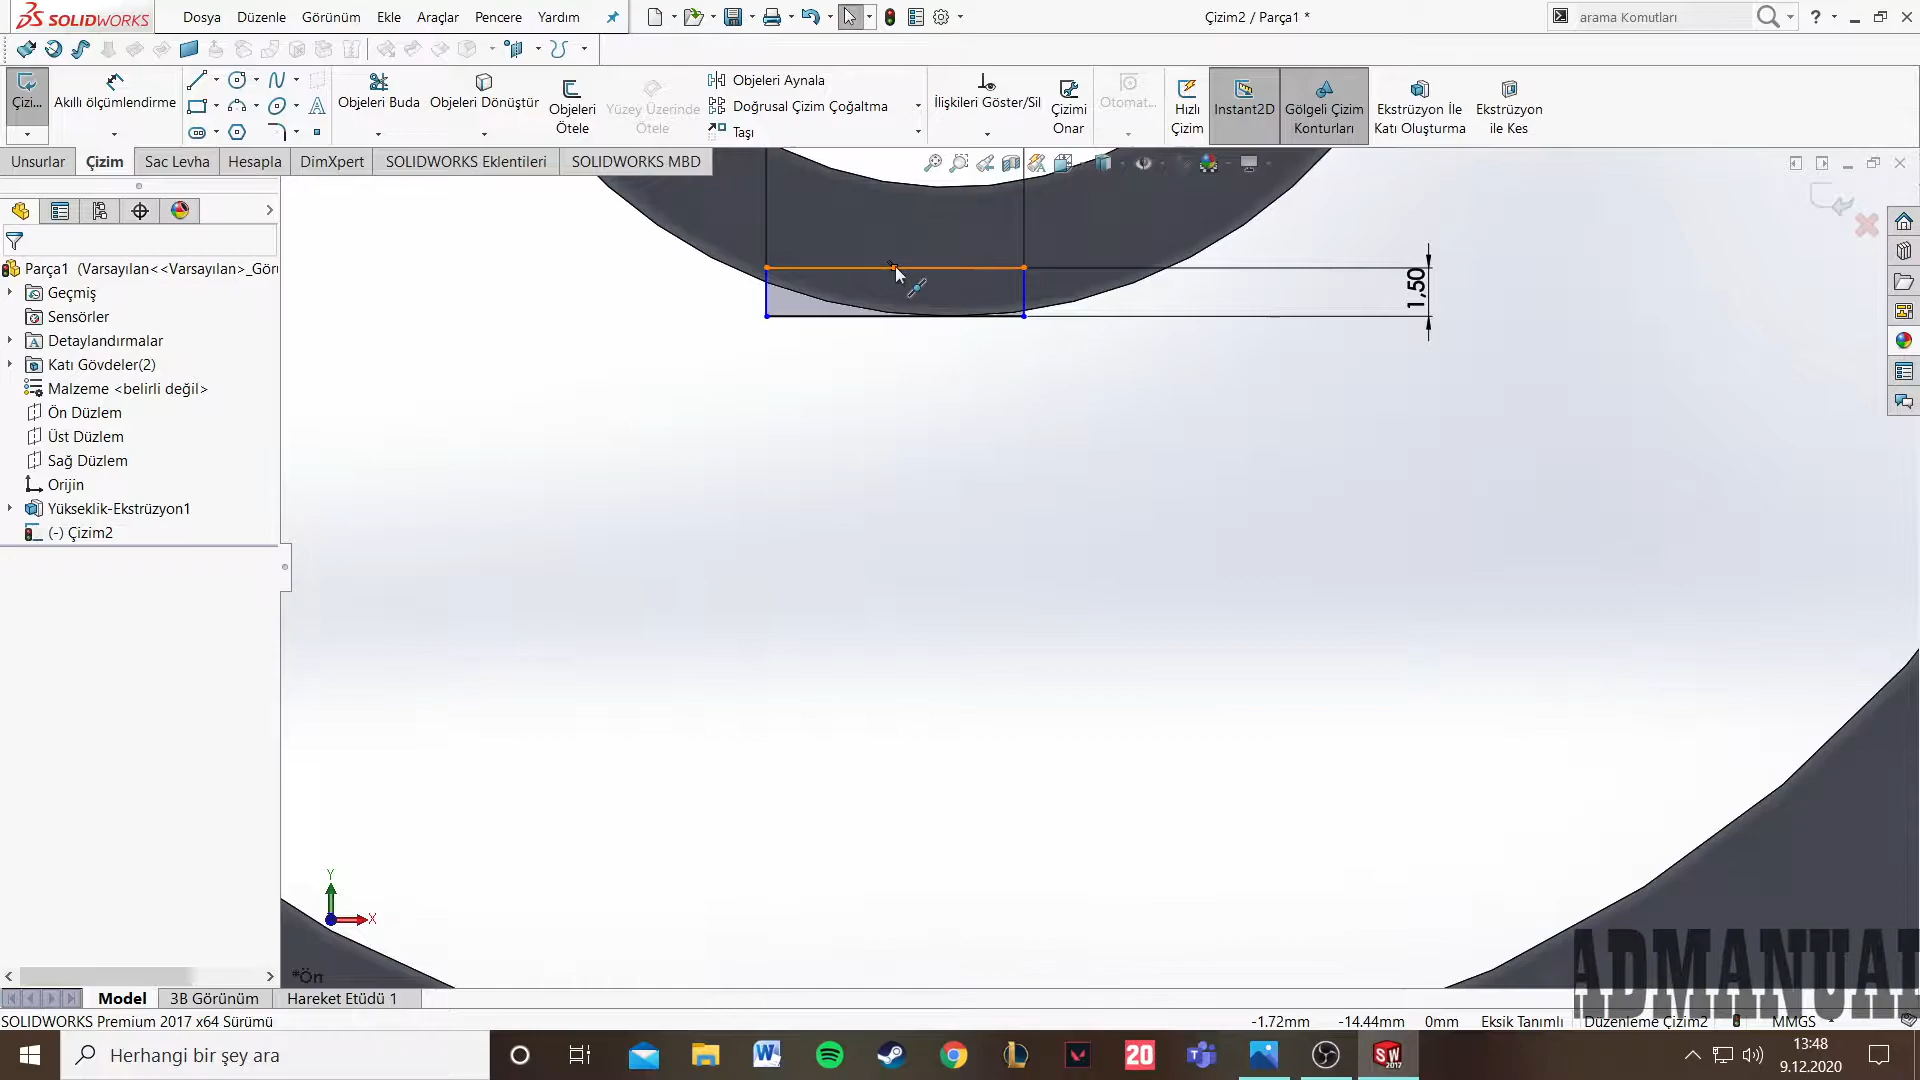 SOLIDWORKS
Dosya
Düzenle
Görünüm
Ekle
Araçlar
Pencere
Yardım
Çizim2 / Parça1 *
arama Komutları
Çizi...
Akıllı ölçümlendirme
Objeleri Buda
Objeleri Dönüştür
Objeleri
Ötele
Yüzey Üzerinde
Ötele
Objeleri Aynala
Doğrusal Çizim Çoğaltma
Taşı
İlişkileri Göster/Sil
Çizimi
Onar
Otomat...
Hızlı
Çizim
Instant2D
Gölgeli Çizim
Konturları
Ekstrüzyon İle
Katı Oluşturma
Ekstrüzyon
ile Kes
Unsurlar
Çizim
Sac Levha
Hesapla
DimXpert
SOLIDWORKS Eklentileri
SOLIDWORKS MBD
Parça1 (Varsayılan<<Varsayılan>_Görü
Geçmiş
Sensörler
Detaylandırmalar
Katı Gövdeler(2)
Malzeme <belirli değil>
Ön Düzlem
Üst Düzlem
Sağ Düzlem
Orijin
Yükseklik-Ekstrüzyon1
(-) Çizim2
1,50
Y
X
*Ön
ADMANUAL
Model
3B Görünüm
Hareket Etüdü 1
SOLIDWORKS Premium 2017 x64 Sürümü
-1.72mm
-14.44mm
0mm
Eksik Tanımlı
Düzenleme Çizim2
MMGS
Herhangi bir şey ara
20
SW
2017
13:48
9.12.2020